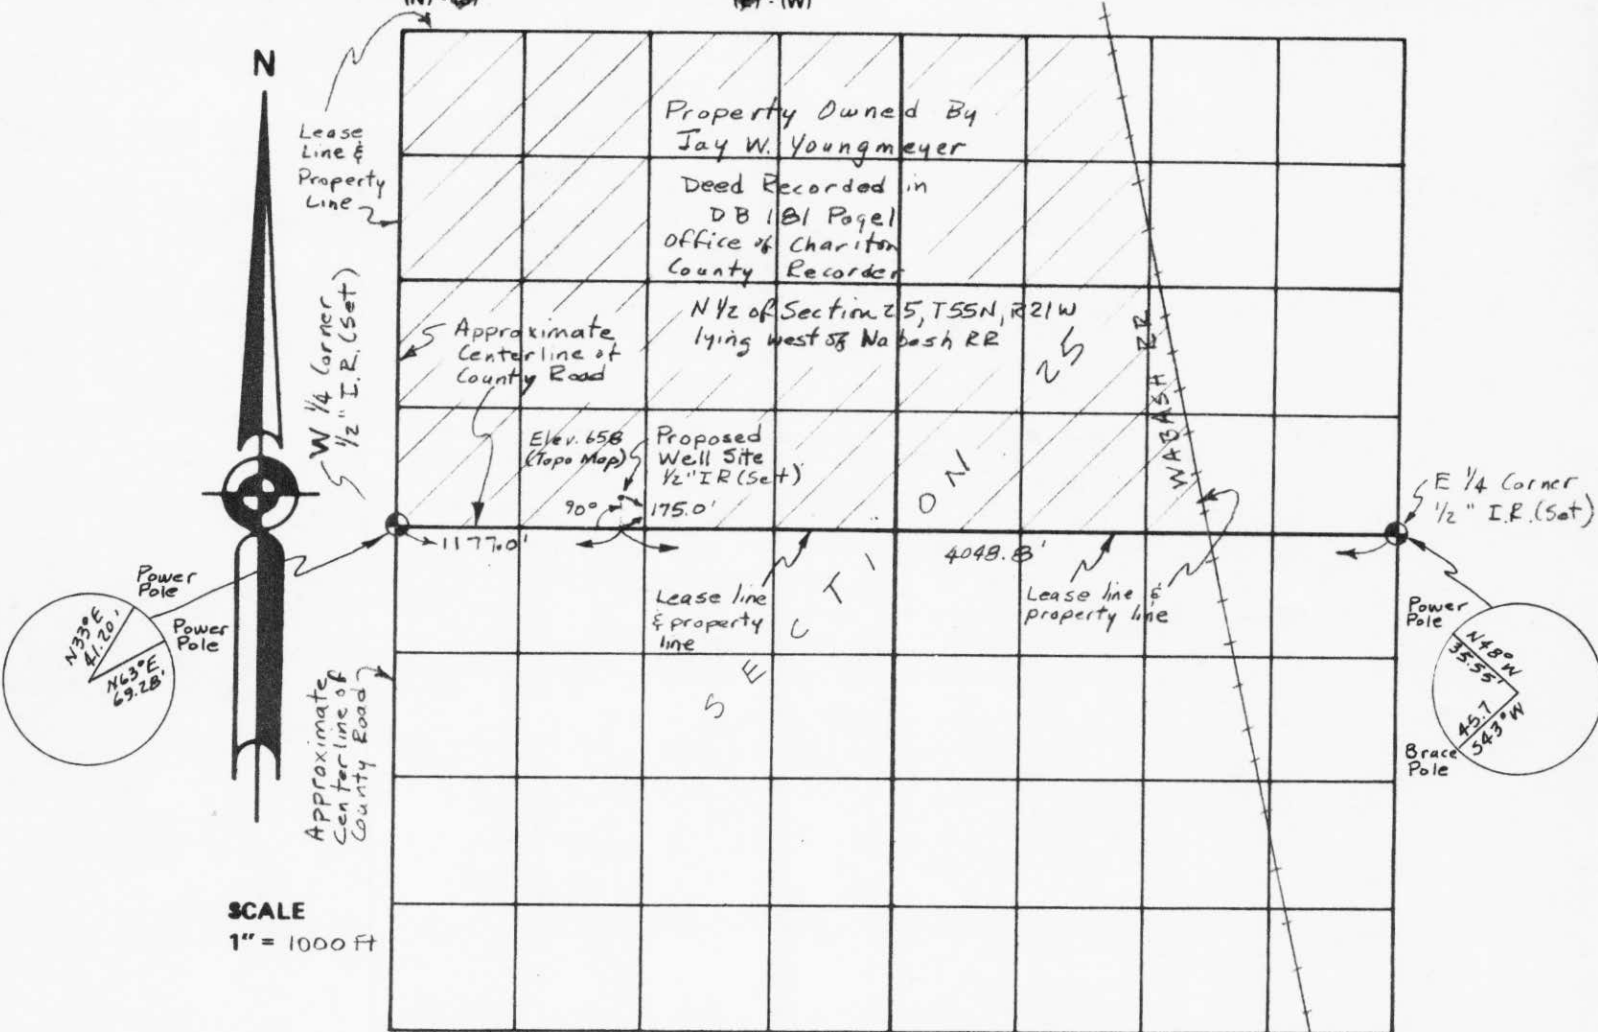 N
Lease
Line &
Property
Line
Property Owned By
Jay W. Youngmeyer
Deed Recorded in
DB 181 Page 1
Office of Chariton
County Recorder
N 1/2 of Section 25, T55N, R21W
lying west of Nabash RR
W 1/4 Corner
1/2" I.R. (Set)
Approximate
Centerline of
County Road
Elev. 658
(Topo Map)
Proposed
Well Site
1/2" IR (Set)
90°
175.0'
1177.0'
4048.8'
SECTION 25
WABASH RR
E 1/4 Corner
1/2" I.R. (Set)
Lease line
& property
line
Lease line &
property line
Power
Pole
Power
Pole
N33°E
41.20'
N63°E
69.28'
Approximate
Centerline of
County Road
Power
Pole
N48°W
35.55'
45.7
S43°W
Brace
Pole
SCALE
1" = 1000 Ft